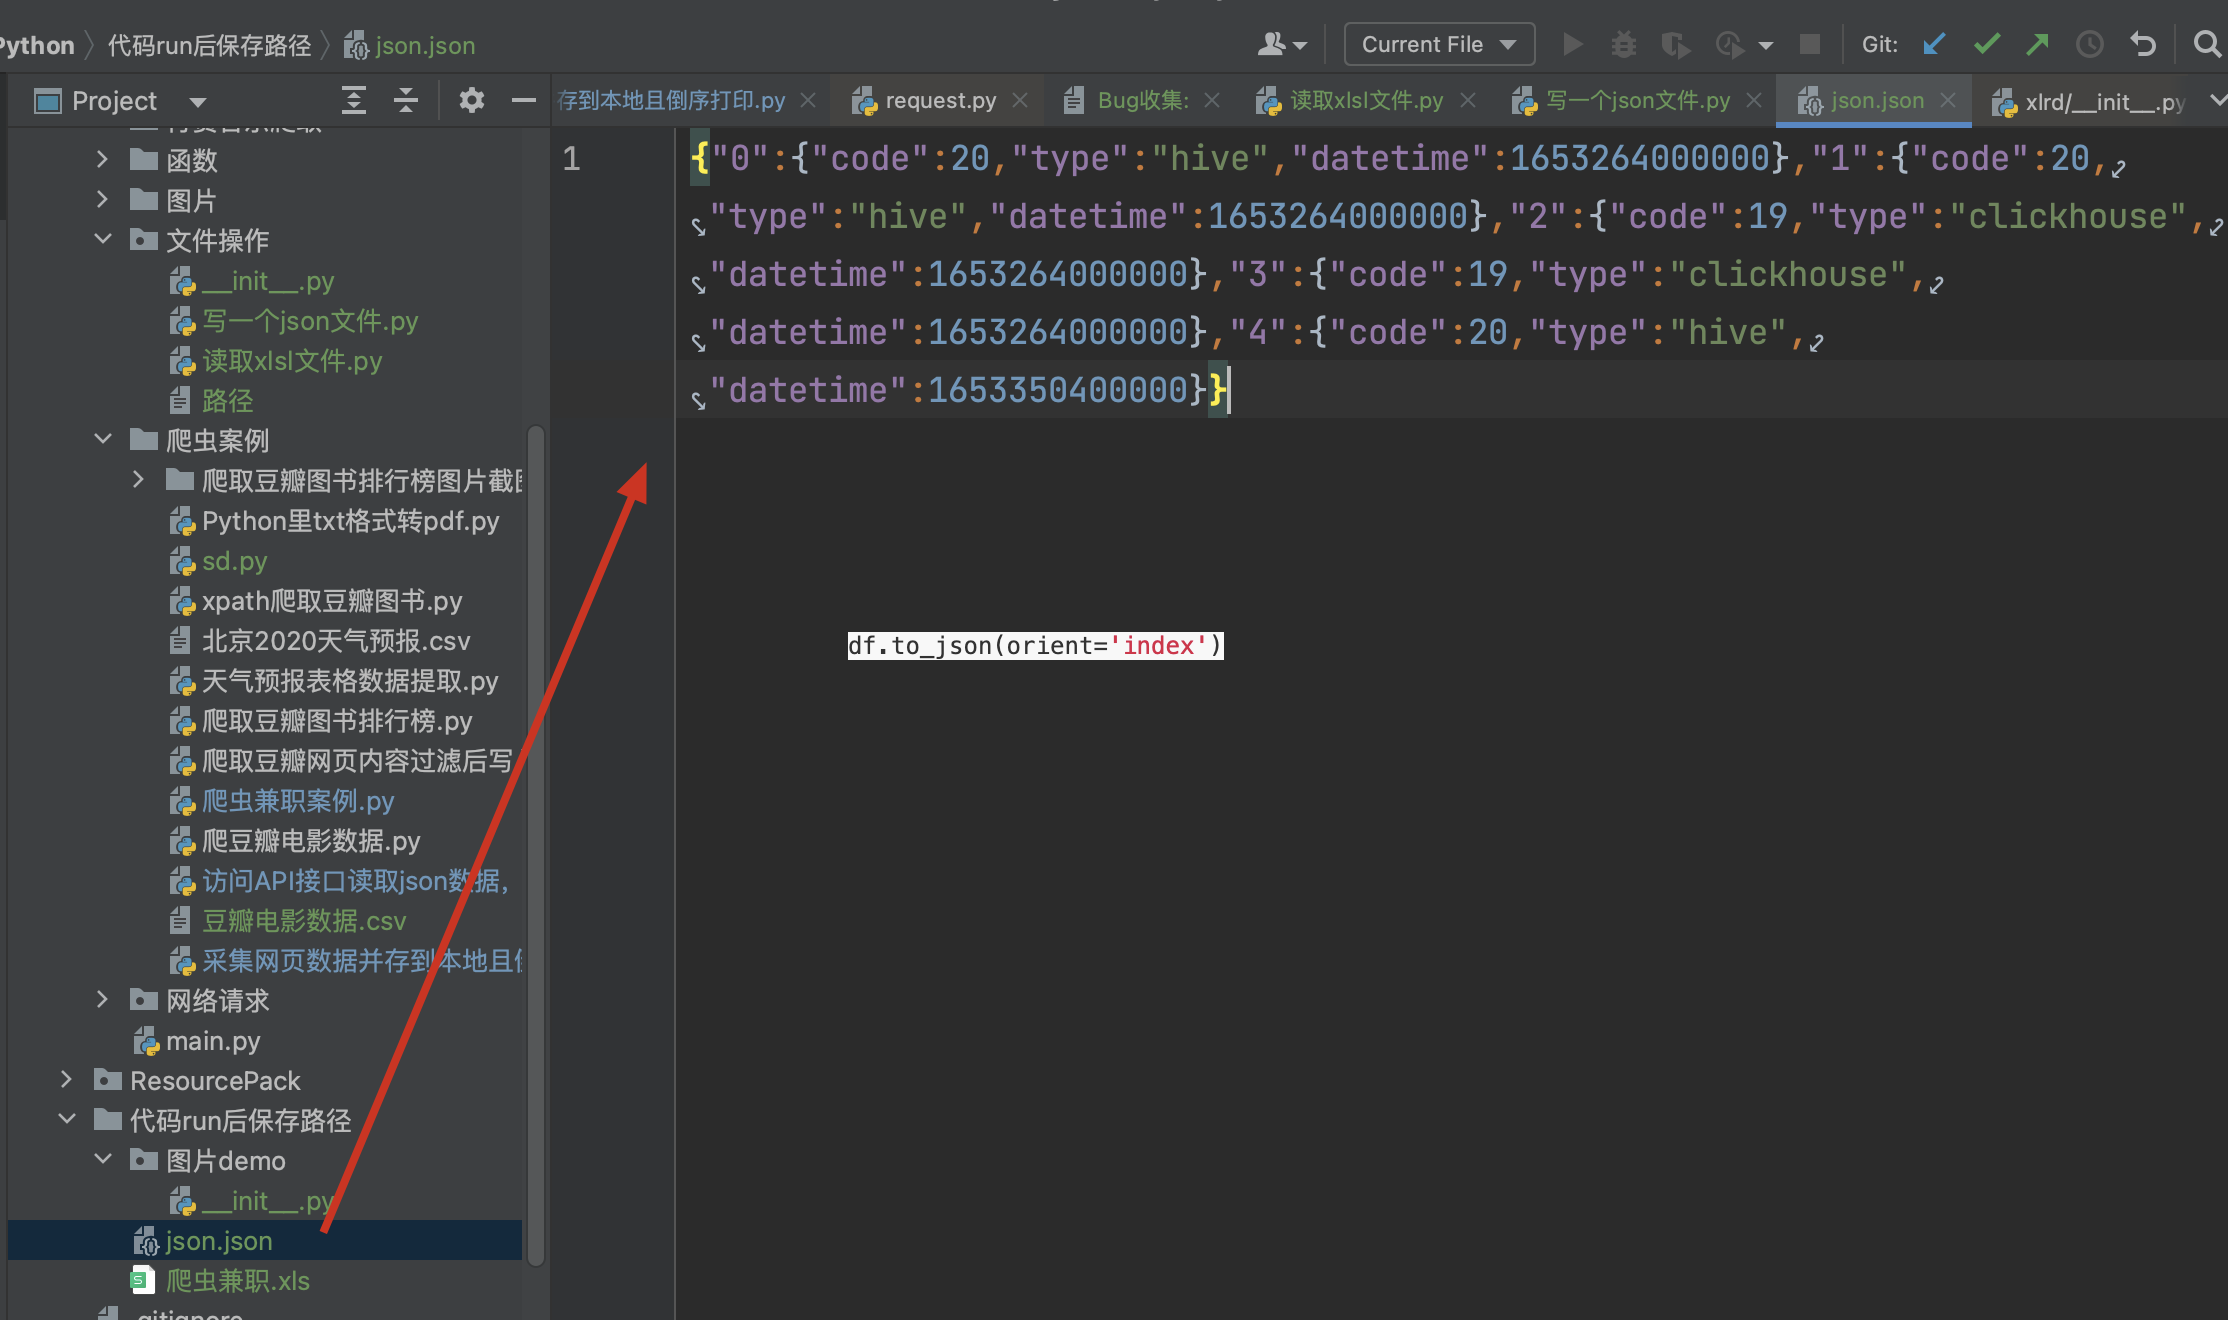 Python 代码run后保存路径 json.json
Current File
Git:
Project
存到本地且倒序打印.py
request.py
Bug收集:
读取xlsl文件.py
写一个json文件.py
json.json
xlrd/__init__.py
函数
图片
文件操作
__init__.py
写一个json文件.py
读取xlsl文件.py
路径
爬虫案例
爬取豆瓣图书排行榜图片截
Python里txt格式转pdf.py
sd.py
xpath爬取豆瓣图书.py
北京2020天气预报.csv
天气预报表格数据提取.py
爬取豆瓣图书排行榜.py
爬取豆瓣网页内容过滤后写
爬虫兼职案例.py
爬豆瓣电影数据.py
访问API接口读取json数据,
豆瓣电影数据.csv
采集网页数据并存到本地且
网络请求
main.py
ResourcePack
代码run后保存路径
图片demo
__init__.py
json.json
爬虫兼职.xls
.gitignore
1
{"0":{"code":20,"type":"hive","datetime":1653264000000},"1":{"code":20,
"type":"hive","datetime":1653264000000},"2":{"code":19,"type":"clickhouse",
"datetime":1653264000000},"3":{"code":19,"type":"clickhouse",
"datetime":1653264000000},"4":{"code":20,"type":"hive",
"datetime":1653350400000}}
df.to_json(orient='index')